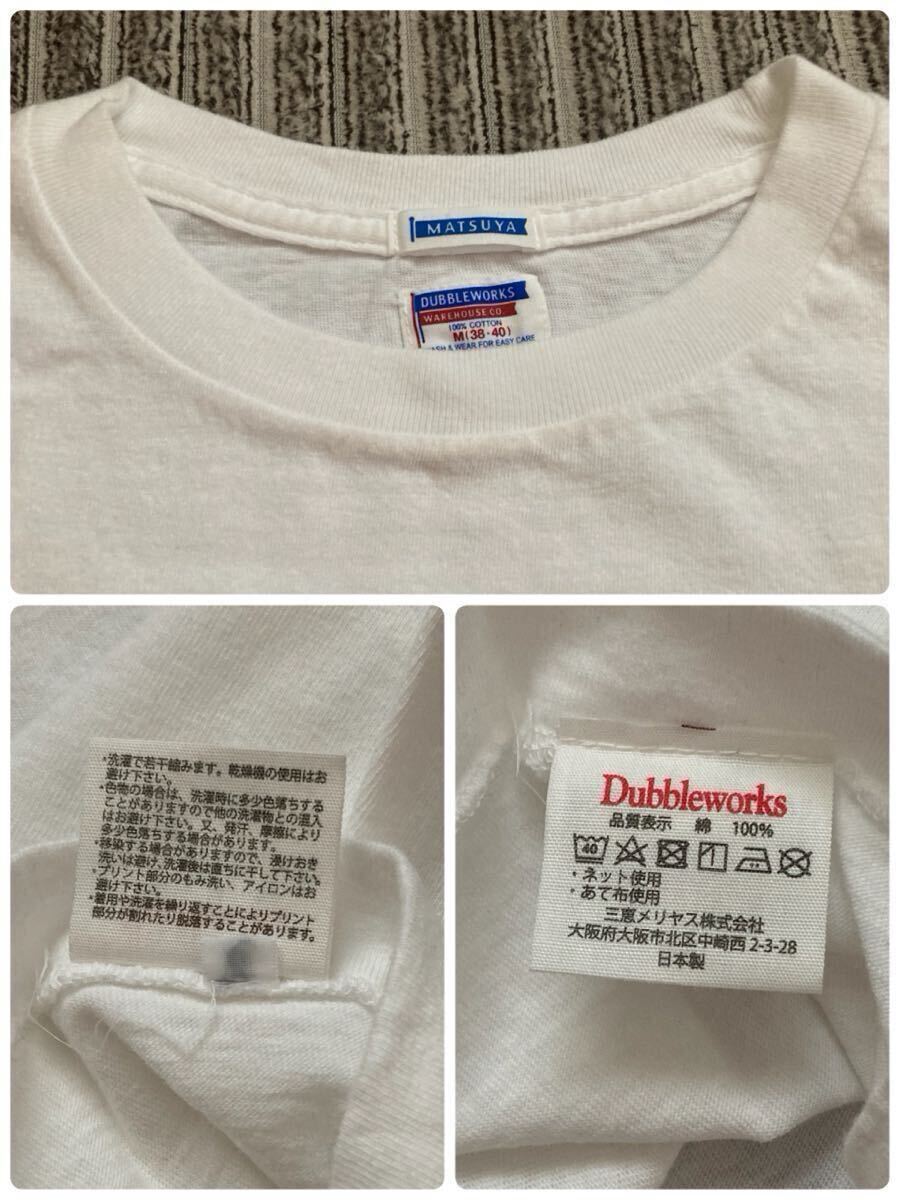 MATSUYA
DUBBLEWORKS
WAREHOUSE CO.
100% COTTON
M(38-40)
& WEAR FOR EASY CARE
*洗濯で若干縮みます。乾燥機の使用はお
避け下さい。
*色物の場合は、洗濯時に多少色落ちする
ことがありますので他の洗濯物との混入
はお避け下さい。又、発汗、摩擦により
多少色落ちする場合があります。
*移染する場合がありますので、浸けおき
洗いは避け、洗濯後は直ちに干して下さい。
*プリント部分のもみ洗い、アイロンはお
避け下さい。
*着用や洗濯を繰り返すことによりプリント
部分が割れたり脱落することがあります。
Dubbleworks
品質表示 綿 100%
40
・ネット使用
・あて布使用
三恵メリヤス株式会社
大阪府大阪市北区中崎西 2-3-28
日本製